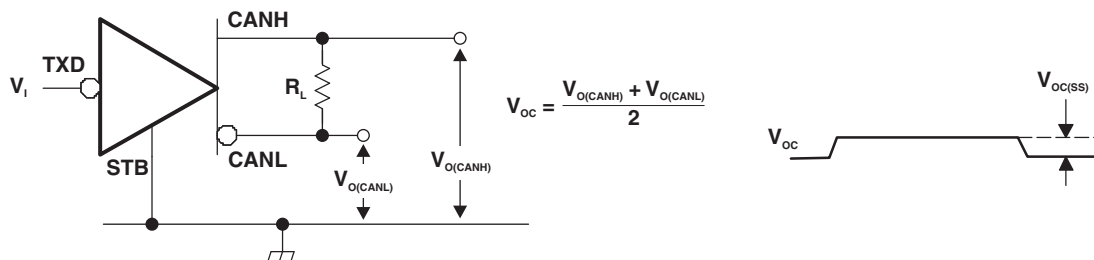 CANH
TXD
V_I
R_L
CANL
STB
V_O(CANL)
V_O(CANH)
V_OC = (V_O(CANH) + V_O(CANL)) / 2
V_OC(SS)
V_OC